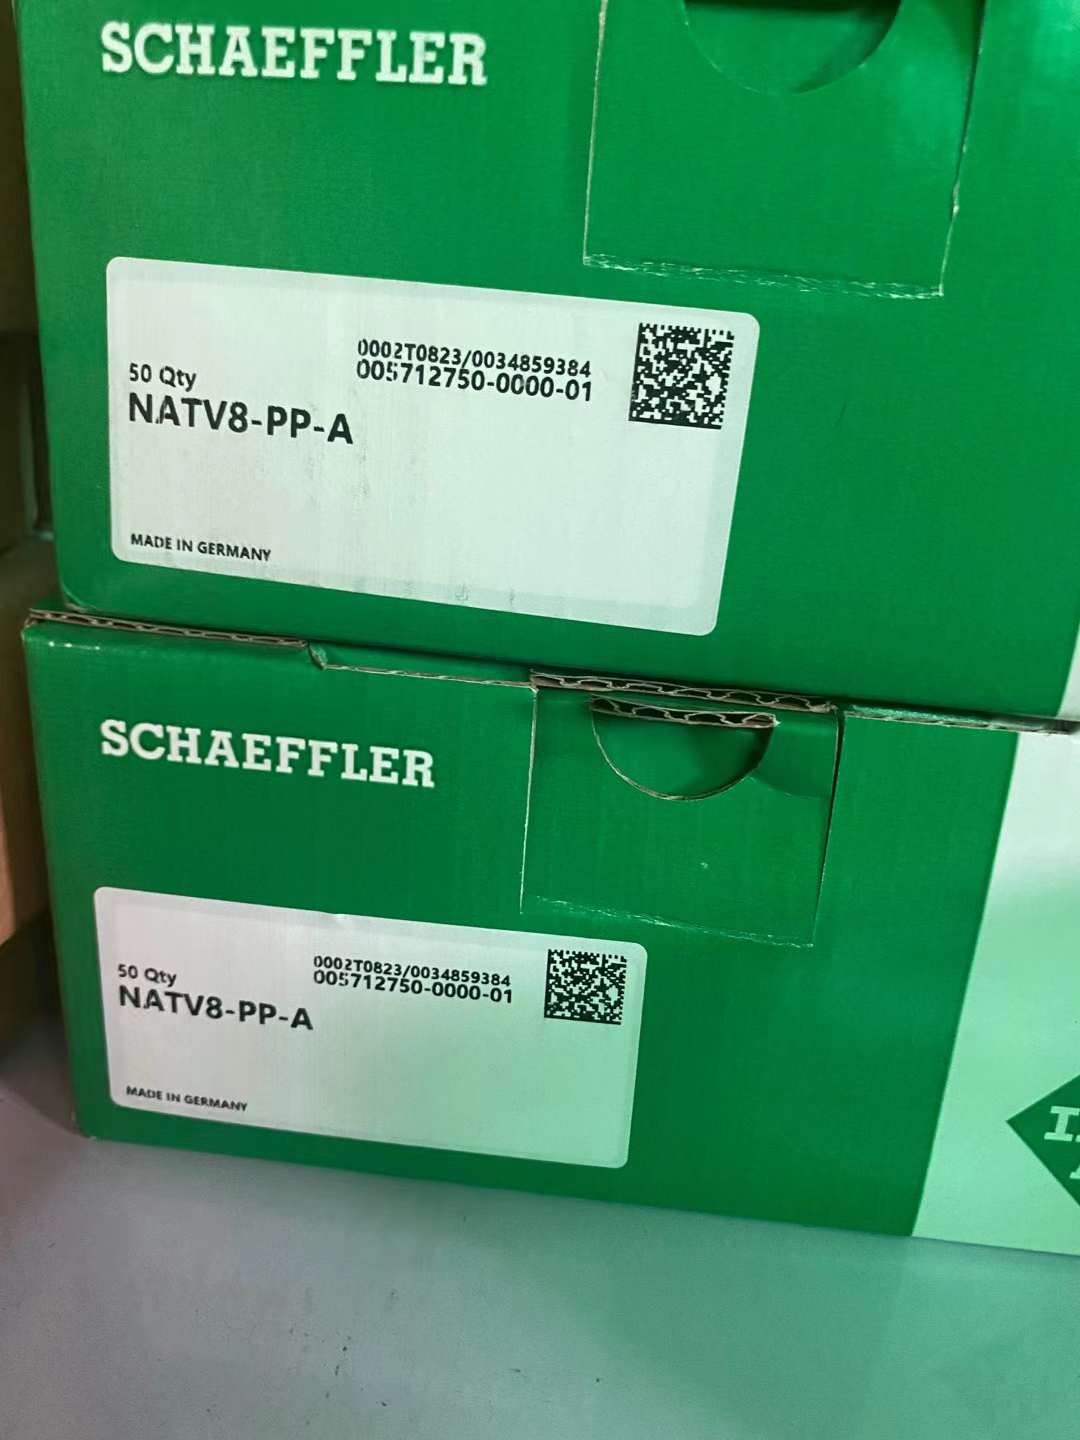 SCHAEFFLER
0002T0823/0034859384
50 Qty 005712750-0000-01
NATV8-PP-A
MADE IN GERMANY
SCHAEFFLER
0002T0823/0034859384
50 Qty 005712750-0000-01
NATV8-PP-A
MADE IN GERMANY